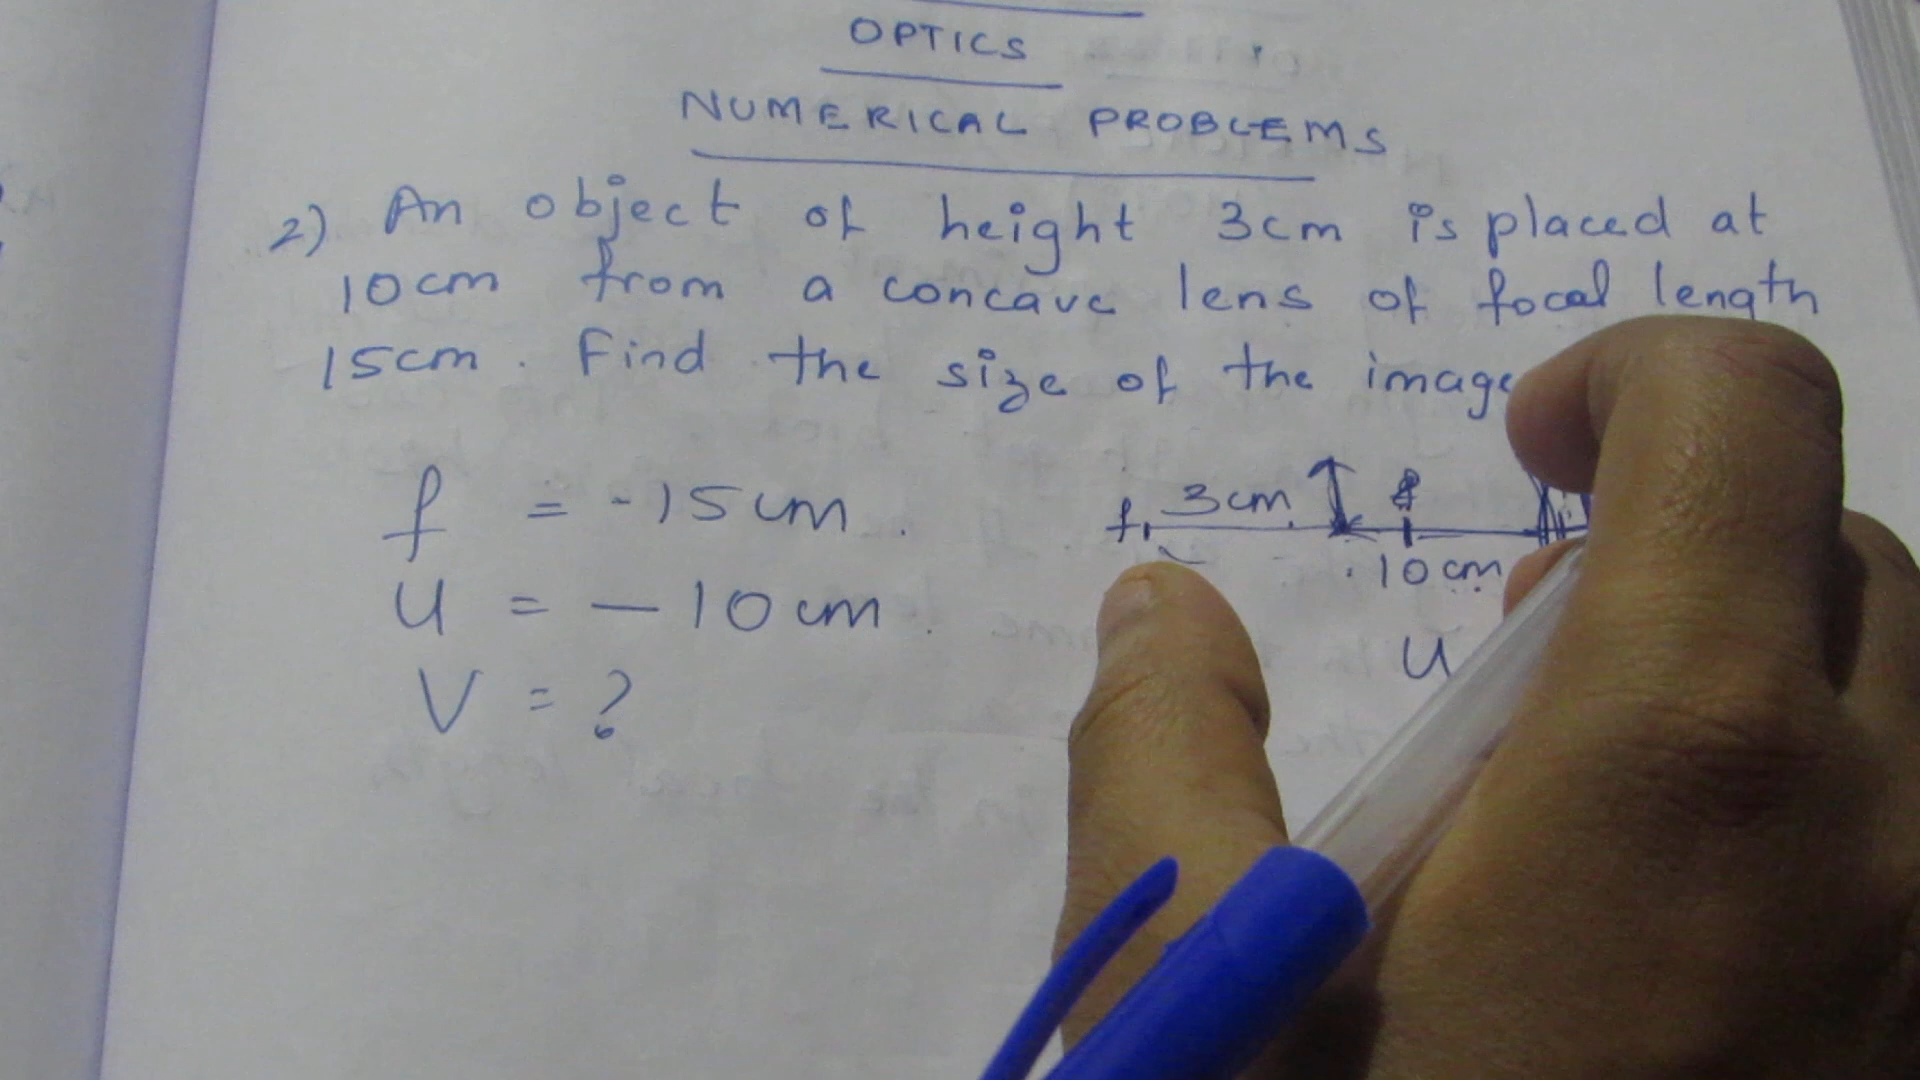 OPTICS
NUMERICAL PROBLEMS
2) An object of height 3cm is placed at
10cm from a concave lens of focal length
15cm. Find the size of the image
f = -15cm.
f 3cm
10cm
u = -10cm.
u
V = ?